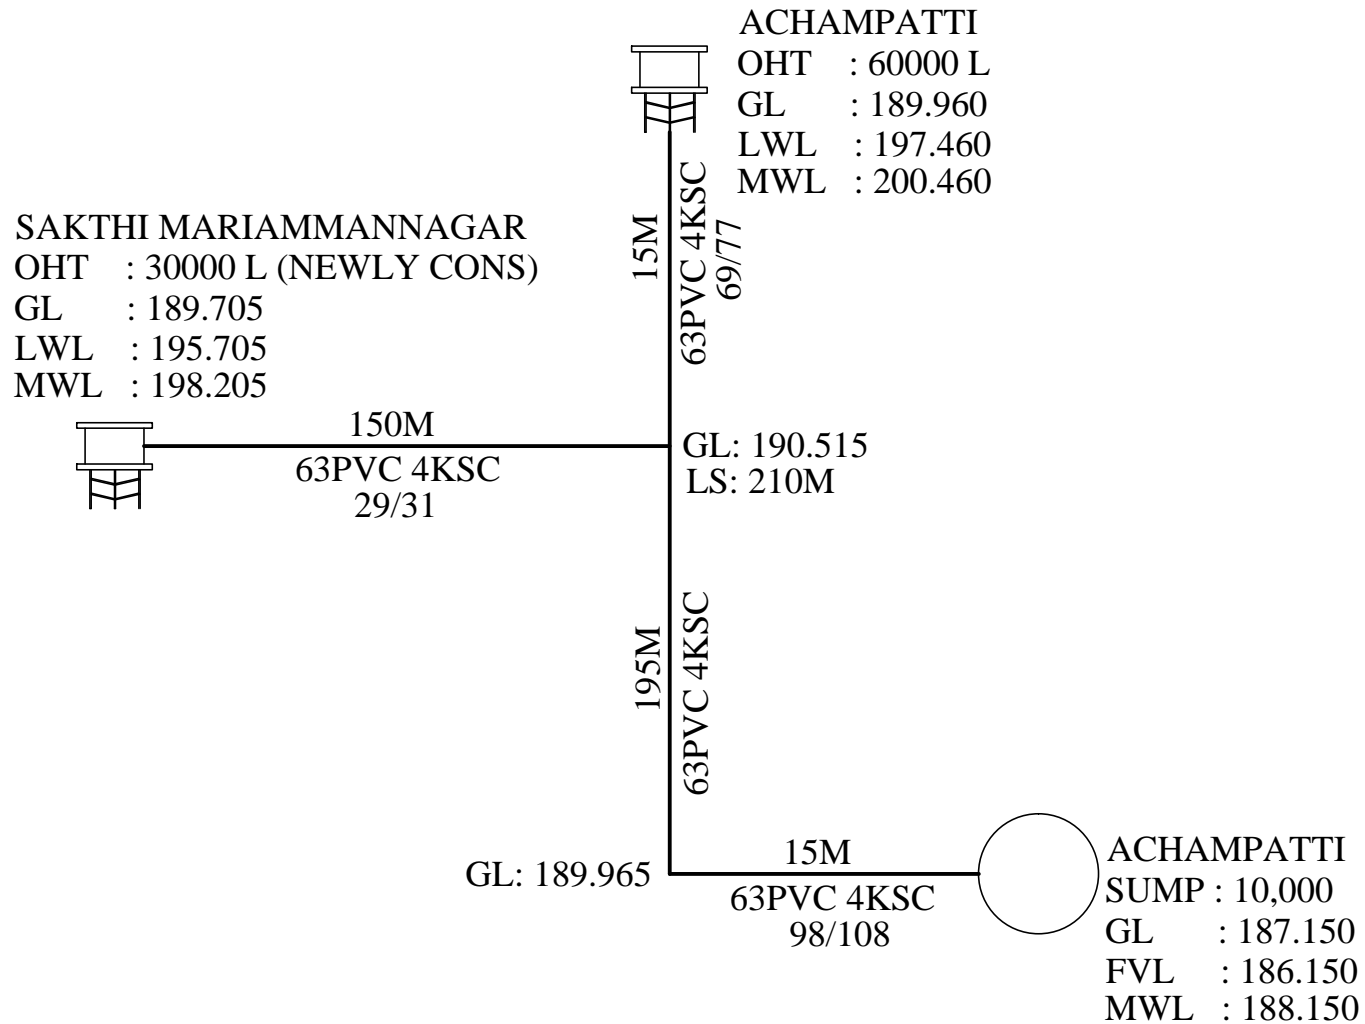 ACHAMPATTI
OHT : 60000 L
GL : 189.960
LWL : 197.460
MWL : 200.460
15M
63PVC 4KSC
69/77
SAKTHI MARIAMMANNAGAR
OHT : 30000 L (NEWLY CONS)
GL : 189.705
LWL : 195.705
MWL : 198.205
150M
63PVC 4KSC
29/31
GL: 190.515
LS: 210M
195M
63PVC 4KSC
GL: 189.965
15M
63PVC 4KSC
98/108
ACHAMPATTI
SUMP : 10,000
GL : 187.150
FVL : 186.150
MWL : 188.150